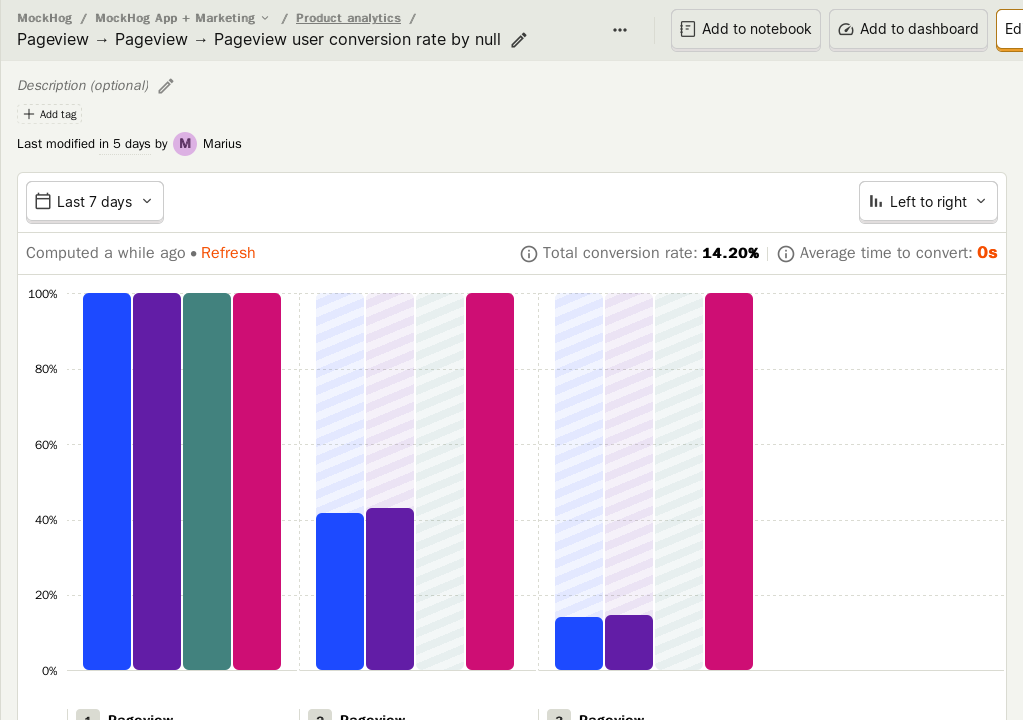 MockHog / MockHog App + Marketing / Product analytics /
Pageview → Pageview → Pageview user conversion rate by null
Add to notebook
Add to dashboard
Ed
Description (optional)
Add tag
Last modified in 5 days by M Marius
Last 7 days
Left to right
Computed a while ago • Refresh
Total conversion rate: 14.20%
Average time to convert: 0s
100%
80%
60%
40%
20%
0%
1 Pageview
2 Pageview
3 Pageview